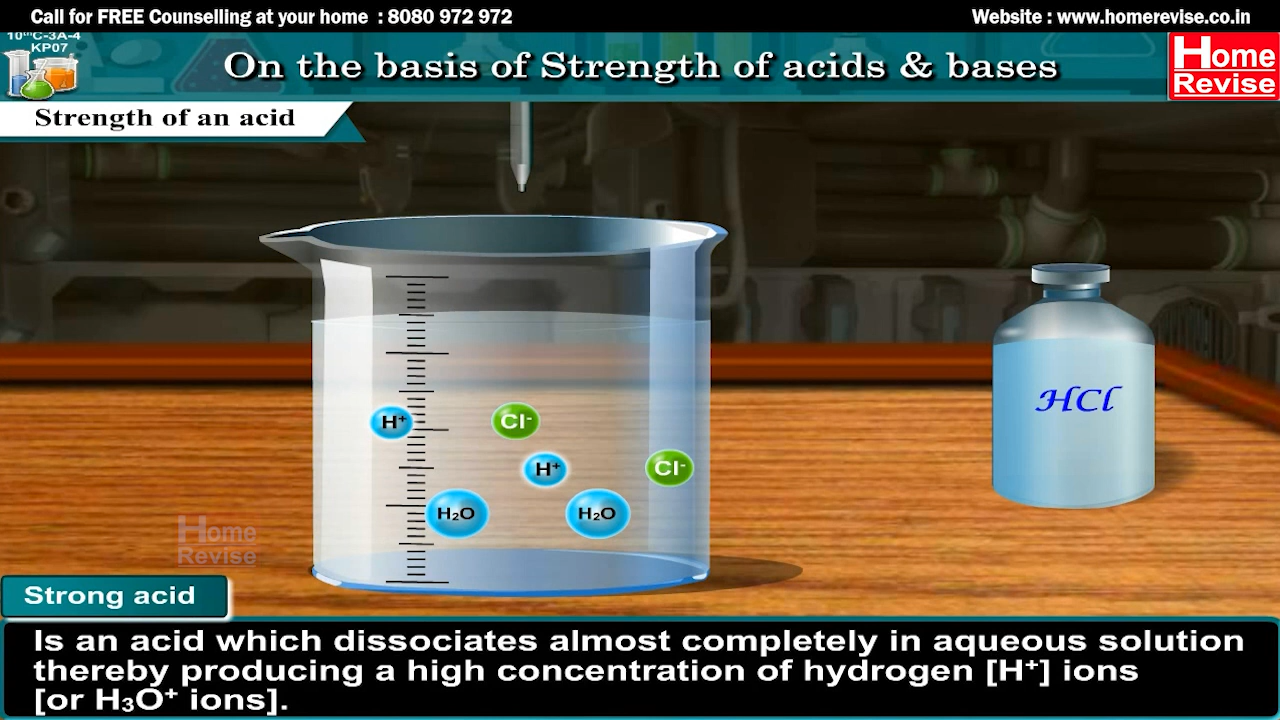 Call for FREE Counselling at your home : 8080 972 972
Website : www.homerevise.co.in
10thC-3A-4
KP07
On the basis of Strength of acids & bases
Home
Revise
Strength of an acid
HCl
H⁺
Cl⁻
H⁺
Cl⁻
H₂O
H₂O
Home
Revise
Strong acid
Is an acid which dissociates almost completely in aqueous solution
thereby producing a high concentration of hydrogen [H⁺] ions
[or H₃O⁺ ions].